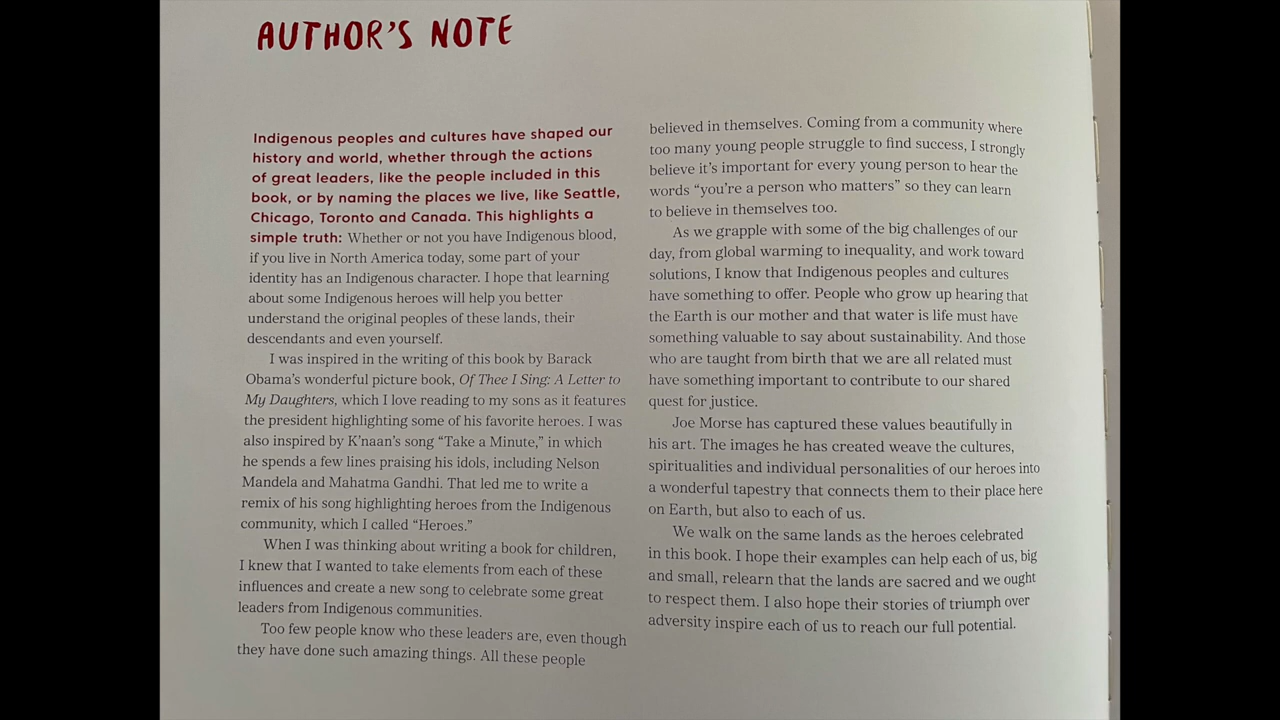 AUTHOR'S NOTE
Indigenous peoples and cultures have shaped our
history and world, whether through the actions
of great leaders, like the people included in this
book, or by naming the places we live, like Seattle,
Chicago, Toronto and Canada. This highlights a
simple truth: Whether or not you have Indigenous blood,
if you live in North America today, some part of your
identity has an Indigenous character. I hope that learning
about some Indigenous heroes will help you better
understand the original peoples of these lands, their
descendants and even yourself.
I was inspired in the writing of this book by Barack
Obama's wonderful picture book, Of Thee I Sing: A Letter to
My Daughters, which I love reading to my sons as it features
the president highlighting some of his favorite heroes. I was
also inspired by K'naan's song “Take a Minute,” in which
he spends a few lines praising his idols, including Nelson
Mandela and Mahatma Gandhi. That led me to write a
remix of his song highlighting heroes from the Indigenous
community, which I called “Heroes.”
When I was thinking about writing a book for children,
I knew that I wanted to take elements from each of these
influences and create a new song to celebrate some great
leaders from Indigenous communities.
Too few people know who these leaders are, even though
they have done such amazing things. All these people
believed in themselves. Coming from a community where
too many young people struggle to find success, I strongly
believe it's important for every young person to hear the
words “you're a person who matters” so they can learn
to believe in themselves too.
As we grapple with some of the big challenges of our
day, from global warming to inequality, and work toward
solutions, I know that Indigenous peoples and cultures
have something to offer. People who grow up hearing that
the Earth is our mother and that water is life must have
something valuable to say about sustainability. And those
who are taught from birth that we are all related must
have something important to contribute to our shared
quest for justice.
Joe Morse has captured these values beautifully in
his art. The images he has created weave the cultures,
spiritualities and individual personalities of our heroes into
a wonderful tapestry that connects them to their place here
on Earth, but also to each of us.
We walk on the same lands as the heroes celebrated
in this book. I hope their examples can help each of us, big
and small, relearn that the lands are sacred and we ought
to respect them. I also hope their stories of triumph over
adversity inspire each of us to reach our full potential.